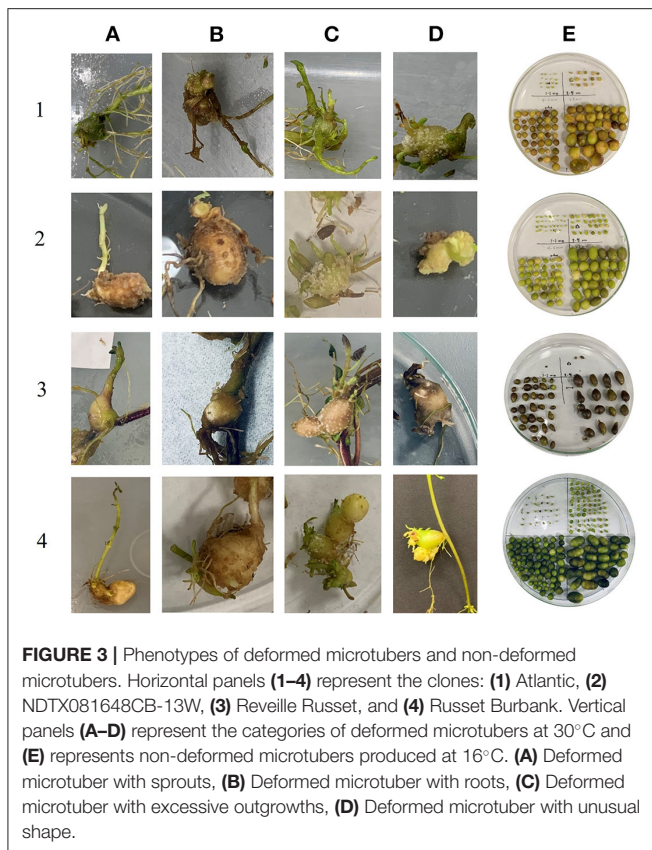 A B C D E
1
2
3
4
FIGURE 3 | Phenotypes of deformed microtubers and non-deformed
microtubers. Horizontal panels (1–4) represent the clones: (1) Atlantic, (2)
NDTX081648CB-13W, (3) Reveille Russet, and (4) Russet Burbank. Vertical
panels (A–D) represent the categories of deformed microtubers at 30°C and
(E) represents non-deformed microtubers produced at 16°C. (A) Deformed
microtuber with sprouts, (B) Deformed microtuber with roots, (C) Deformed
microtuber with excessive outgrowths, (D) Deformed microtuber with unusual
shape.